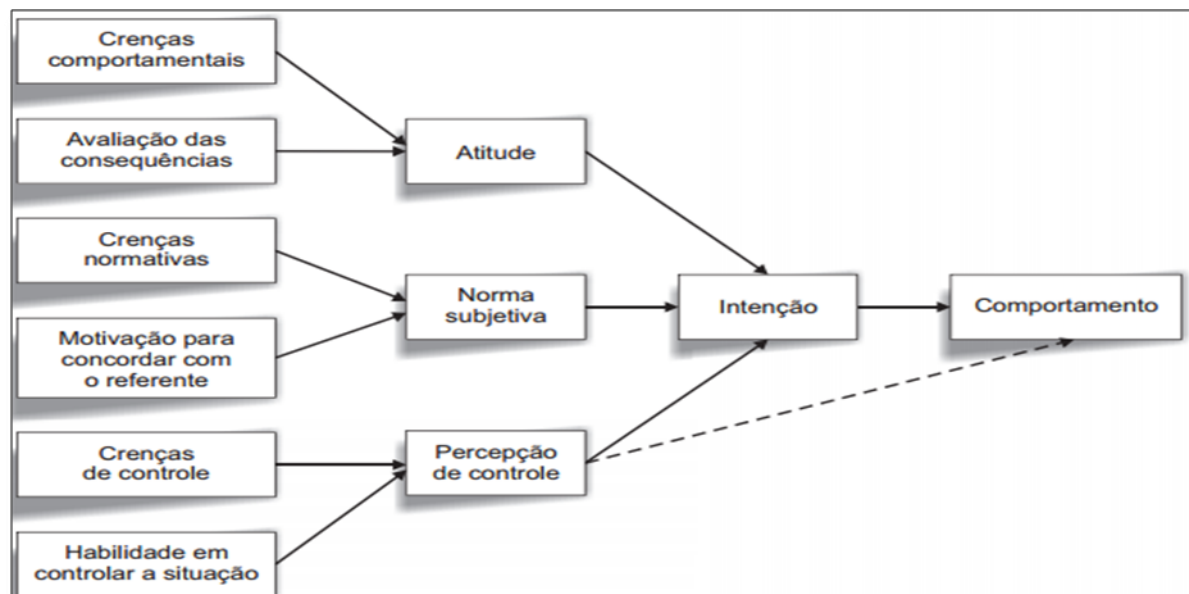 Crenças
comportamentais
Avaliação das
consequências
Atitude
Crenças
normativas
Norma
subjetiva
Intenção
Comportamento
Motivação para
concordar com
o referente
Crenças
de controle
Percepção
de controle
Habilidade em
controlar a situação